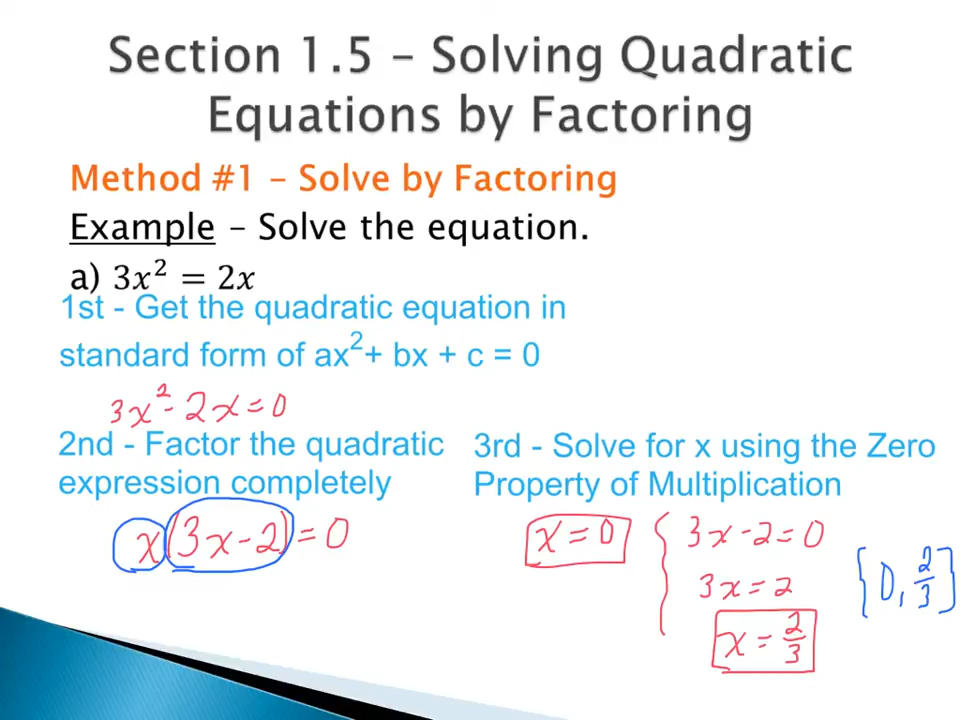 Section 1.5 – Solving Quadratic
Equations by Factoring
Method #1 – Solve by Factoring
Example – Solve the equation.
a) 3x² = 2x
1st - Get the quadratic equation in
standard form of ax²+ bx + c = 0
3x² - 2x = 0
2nd - Factor the quadratic
expression completely
x(3x - 2) = 0
3rd - Solve for x using the Zero
Property of Multiplication
x = 0
3x - 2 = 0
3x = 2
x = 2/3
{0, 2/3}